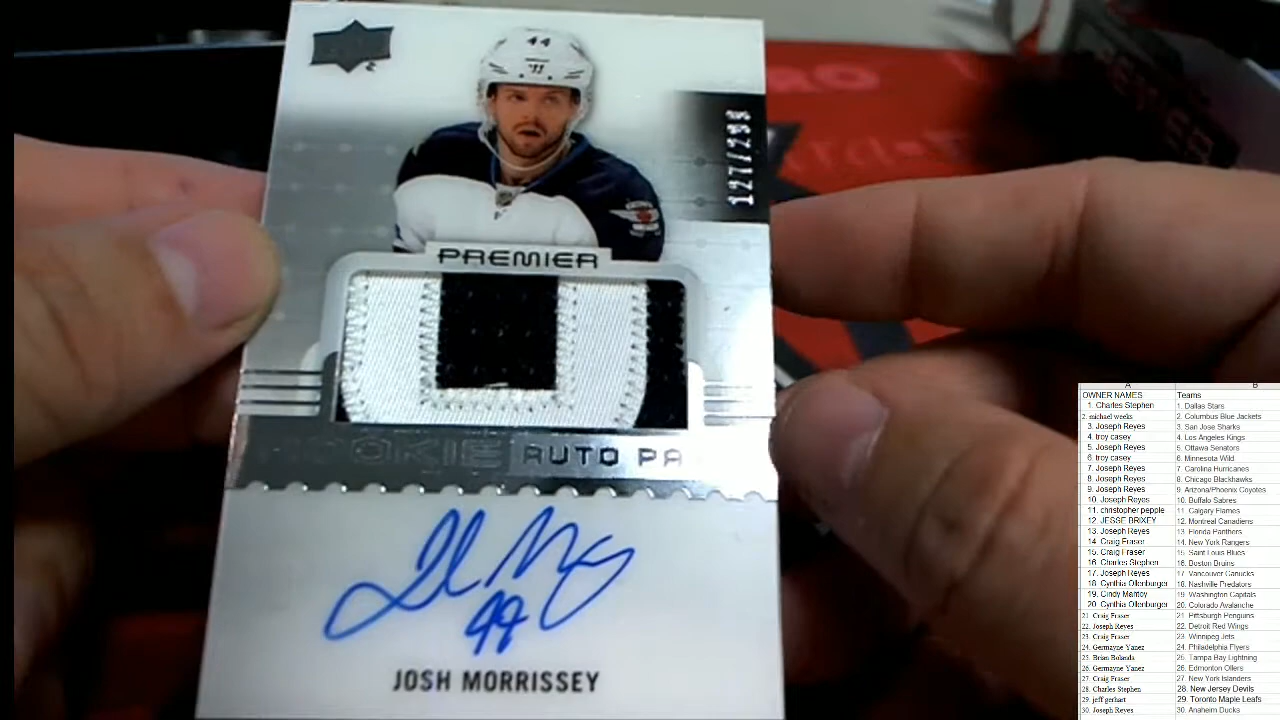 44
127/299
PREMIER
ROOKIE AUTO PA
44
JOSH MORRISSEY
A B
OWNER NAMES Teams
1. Charles Stephen 1. Dallas Stars
2. michael weeks 2. Columbus Blue Jackets
3. Joseph Reyes 3. San Jose Sharks
4. troy casey 4. Los Angeles Kings
5. Joseph Reyes 5. Ottawa Senators
6. troy casey 6. Minnesota Wild
7. Joseph Reyes 7. Carolina Hurricanes
8. Joseph Reyes 8. Chicago Blackhawks
9. Joseph Reyes 9. Arizona/Phoenix Coyotes
10. Joseph Reyes 10. Buffalo Sabres
11. christopher pepple 11. Calgary Flames
12. JESSE BRIXEY 12. Montreal Canadiens
13. Joseph Reyes 13. Florida Panthers
14. Craig Fraser 14. New York Rangers
15. Craig Fraser 15. Saint Louis Blues
16. Charles Stephen 16. Boston Bruins
17. Joseph Reyes 17. Vancouver Canucks
18. Cynthia Ollenburger 18. Nashville Predators
19. Cindy Mantoy 19. Washington Capitals
20. Cynthia Ollenburger 20. Colorado Avalanche
21. Craig Fraser 21. Pittsburgh Penguins
22. Joseph Reyes 22. Detroit Red Wings
23. Craig Fraser 23. Winnipeg Jets
24. Germayne Yanez 24. Philadelphia Flyers
25. Brian Bolanda 25. Tampa Bay Lightning
26. Germayne Yanez 26. Edmonton Oilers
27. Craig Fraser 27. New York Islanders
28. Charles Stephen 28. New Jersey Devils
29. jeff gerhart 29. Toronto Maple Leafs
30. Joseph Reyes 30. Anaheim Ducks